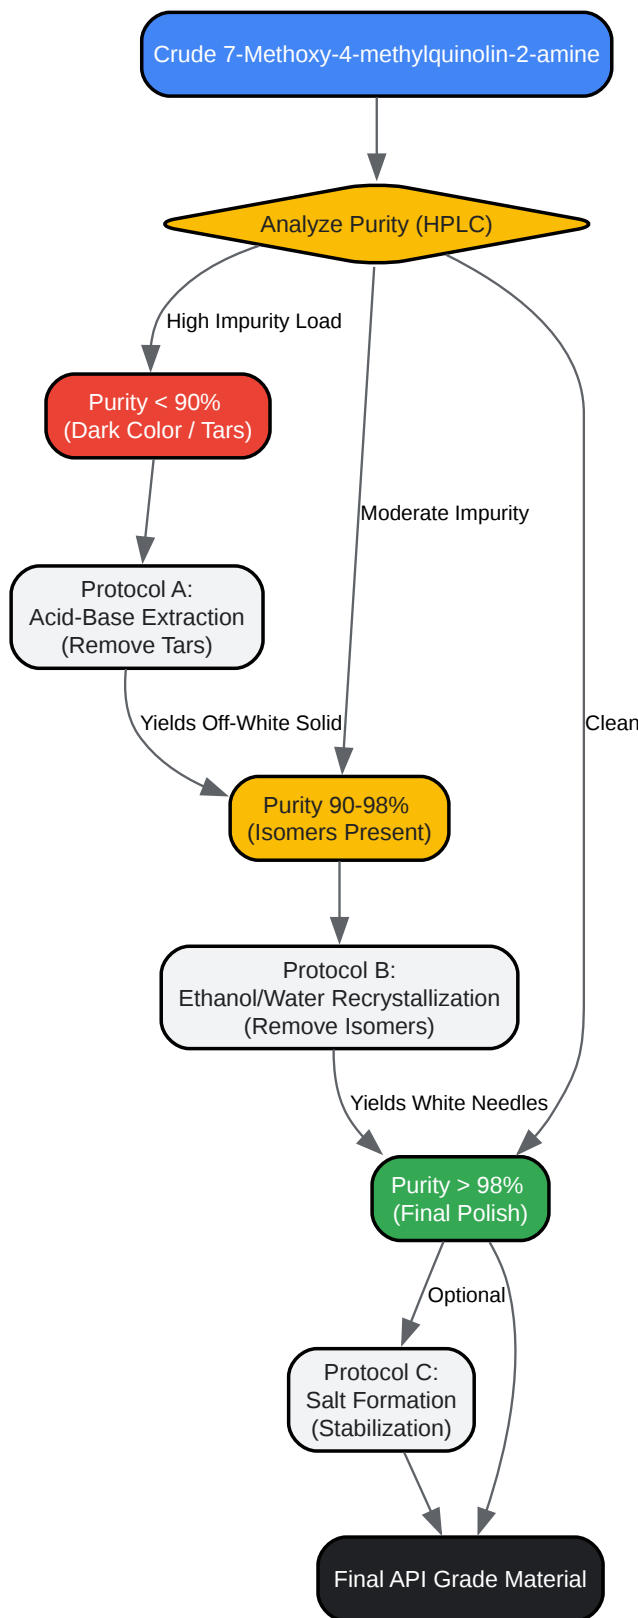 Crude 7-Methoxy-4-methylquinolin-2-amine
Analyze Purity (HPLC)
High Impurity Load
Purity < 90%
(Dark Color / Tars)
Moderate Impurity
Protocol A:
Acid-Base Extraction
(Remove Tars)
Yields Off-White Solid
Clean
Purity 90-98%
(Isomers Present)
Protocol B:
Ethanol/Water Recrystallization
(Remove Isomers)
Yields White Needles
Purity > 98%
(Final Polish)
Optional
Protocol C:
Salt Formation
(Stabilization)
Final API Grade Material